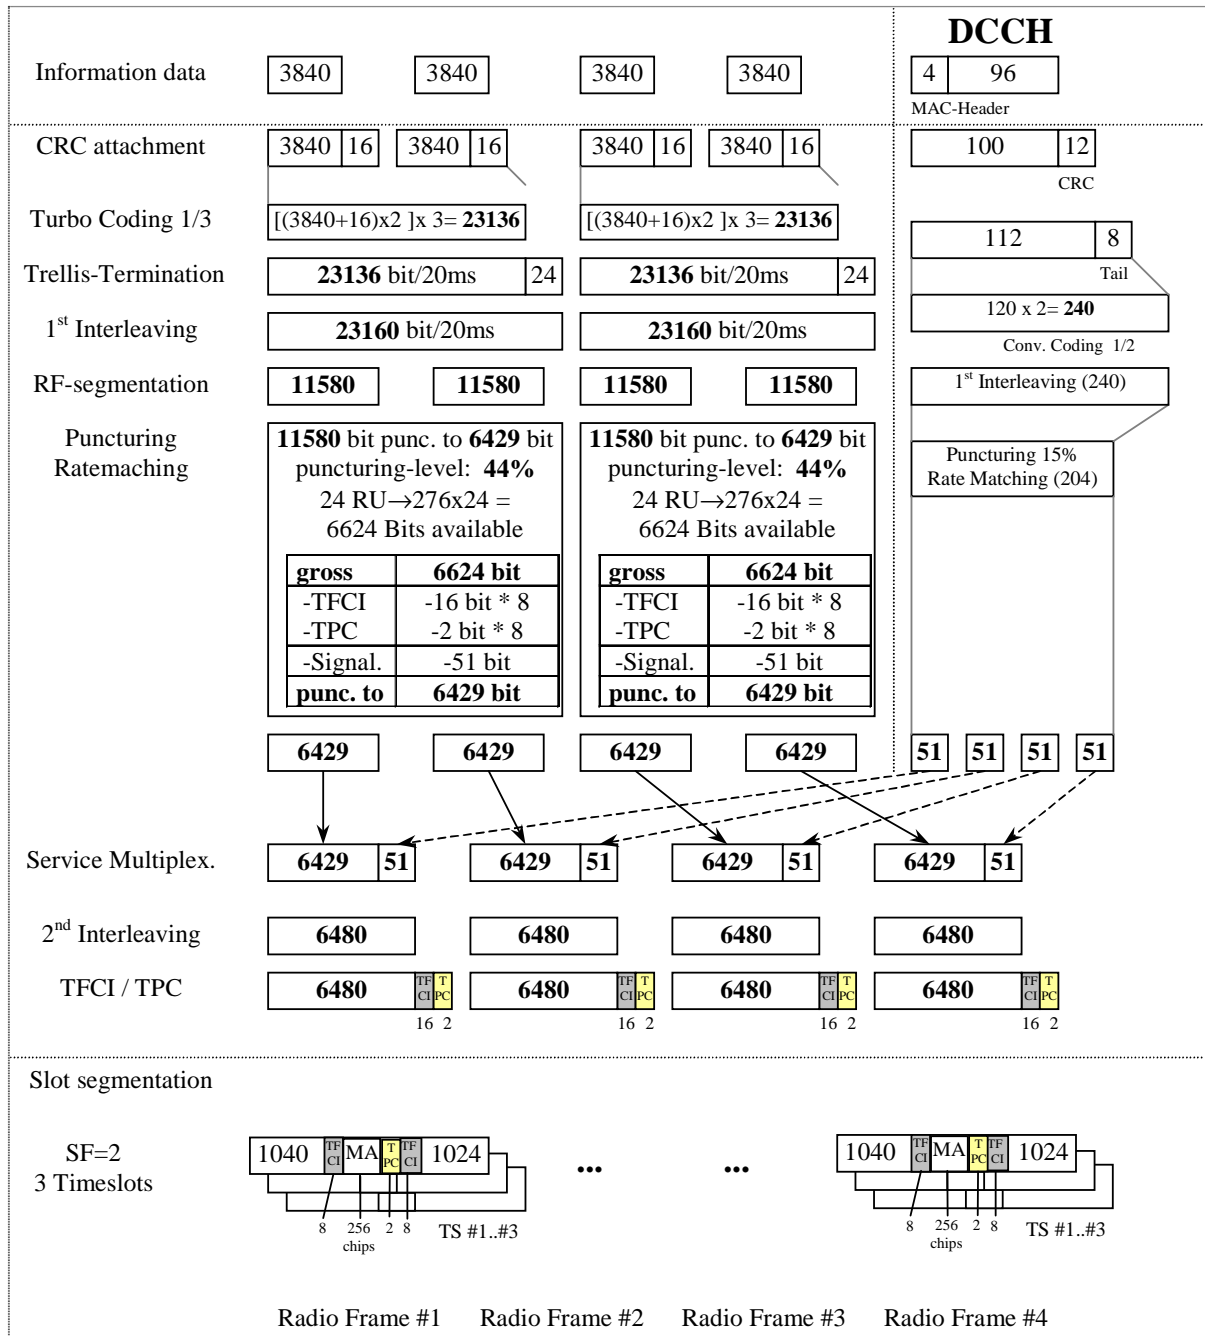 DCCH
Information data 3840 3840 3840 3840 4 96
MAC-Header
CRC attachment 3840 16 3840 16 3840 16 3840 16 100 12
CRC
Turbo Coding 1/3 [(3840+16)x2 ]x 3= 23136 [(3840+16)x2 ]x 3= 23136
112 8
Tail
Trellis-Termination 23136 bit/20ms 24 23136 bit/20ms 24
120 x 2= 240
Conv. Coding 1/2
1st Interleaving 23160 bit/20ms 23160 bit/20ms
RF-segmentation 11580 11580 11580 11580 1st Interleaving (240)
Puncturing
Ratemaching
11580 bit punc. to 6429 bit
puncturing-level: 44%
24 RU→276x24 =
6624 Bits available
gross 6624 bit
-TFCI -16 bit * 8
-TPC -2 bit * 8
-Signal. -51 bit
punc. to 6429 bit
11580 bit punc. to 6429 bit
puncturing-level: 44%
24 RU→276x24 =
6624 Bits available
gross 6624 bit
-TFCI -16 bit * 8
-TPC -2 bit * 8
-Signal. -51 bit
punc. to 6429 bit
Puncturing 15%
Rate Matching (204)
6429 6429 6429 6429 51 51 51 51
Service Multiplex. 6429 51 6429 51 6429 51 6429 51
2nd Interleaving 6480 6480 6480 6480
TFCI / TPC 6480 TF CI T PC 6480 TF CI T PC 6480 TF CI T PC 6480 TF CI T PC
16 2 16 2 16 2 16 2
Slot segmentation
SF=2
3 Timeslots
1040 TF CI MA T PC TF CI 1024 ... ... 1040 TF CI MA T PC TF CI 1024
8 256 2 8 TS #1..#3 8 256 2 8 TS #1..#3
chips chips
Radio Frame #1 Radio Frame #2 Radio Frame #3 Radio Frame #4